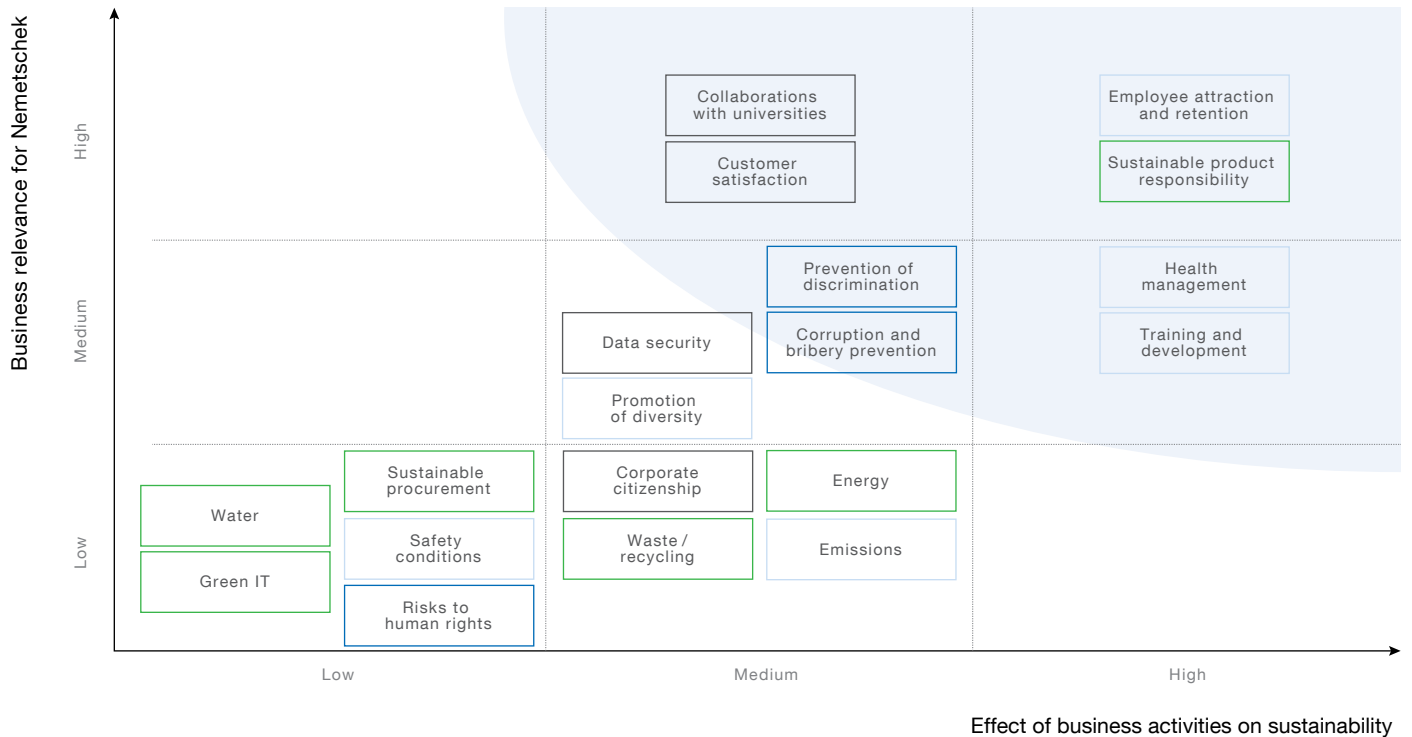 Business relevance for Nemetschek
High
Medium
Low
Collaborations
with universities
Customer
satisfaction
Employee attraction
and retention
Sustainable product
responsibility
Prevention of
discrimination
Corruption and
bribery prevention
Data security
Promotion
of diversity
Health
management
Training and
development
Water
Green IT
Sustainable
procurement
Safety
conditions
Risks to
human rights
Corporate
citizenship
Waste /
recycling
Energy
Emissions
Low
Medium
High
Effect of business activities on sustainability